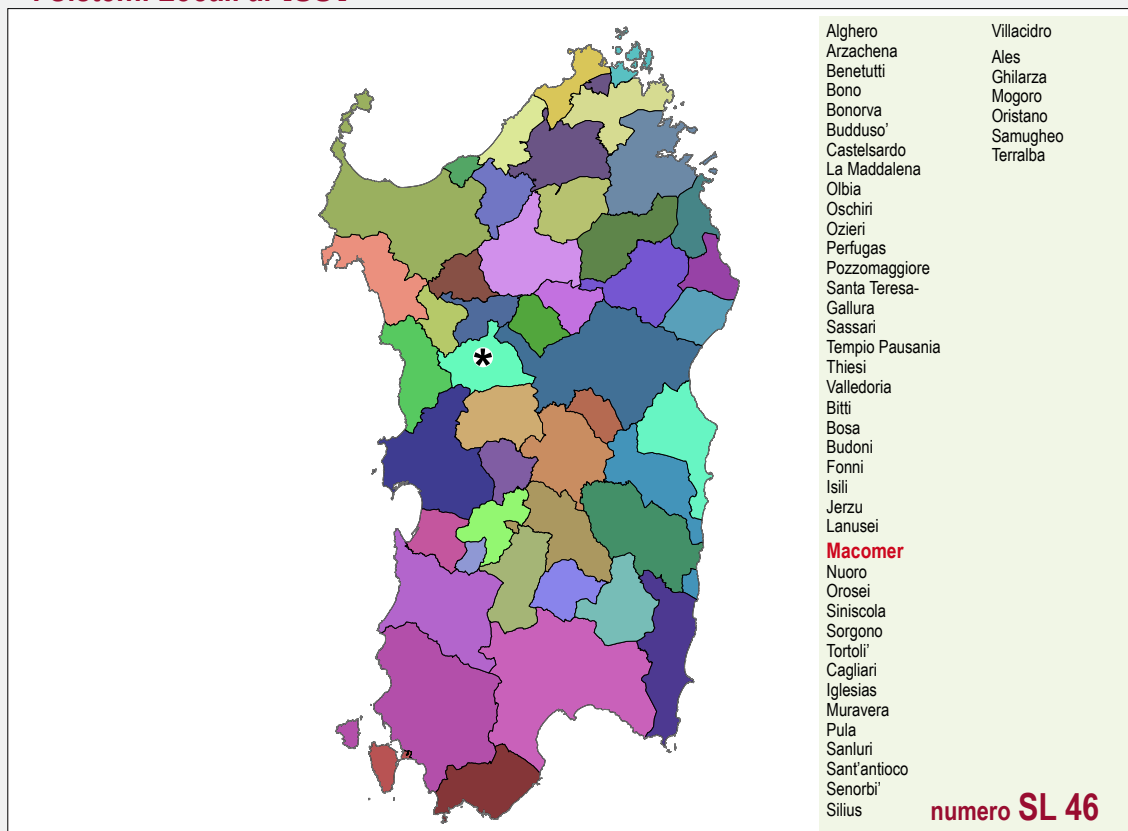 Alghero
Arzachena
Benetutti
Bono
Bonorva
Budduso'
Castelsardo
La Maddalena
Olbia
Oschiri
Ozieri
Perfugas
Pozzomaggiore
Santa Teresa-
Gallura
Sassari
Tempio Pausania
Thiesi
Valledoria
Bitti
Bosa
Budoni
Fonni
Isili
Jerzu
Lanusei
Macomer
Nuoro
Orosei
Siniscola
Sorgono
Tortoli'
Cagliari
Iglesias
Muravera
Pula
Sanluri
Sant'antioco
Senorbi'
Silius
Villacidro
Ales
Ghilarza
Mogoro
Oristano
Samugheo
Terralba
numero SL 46
*